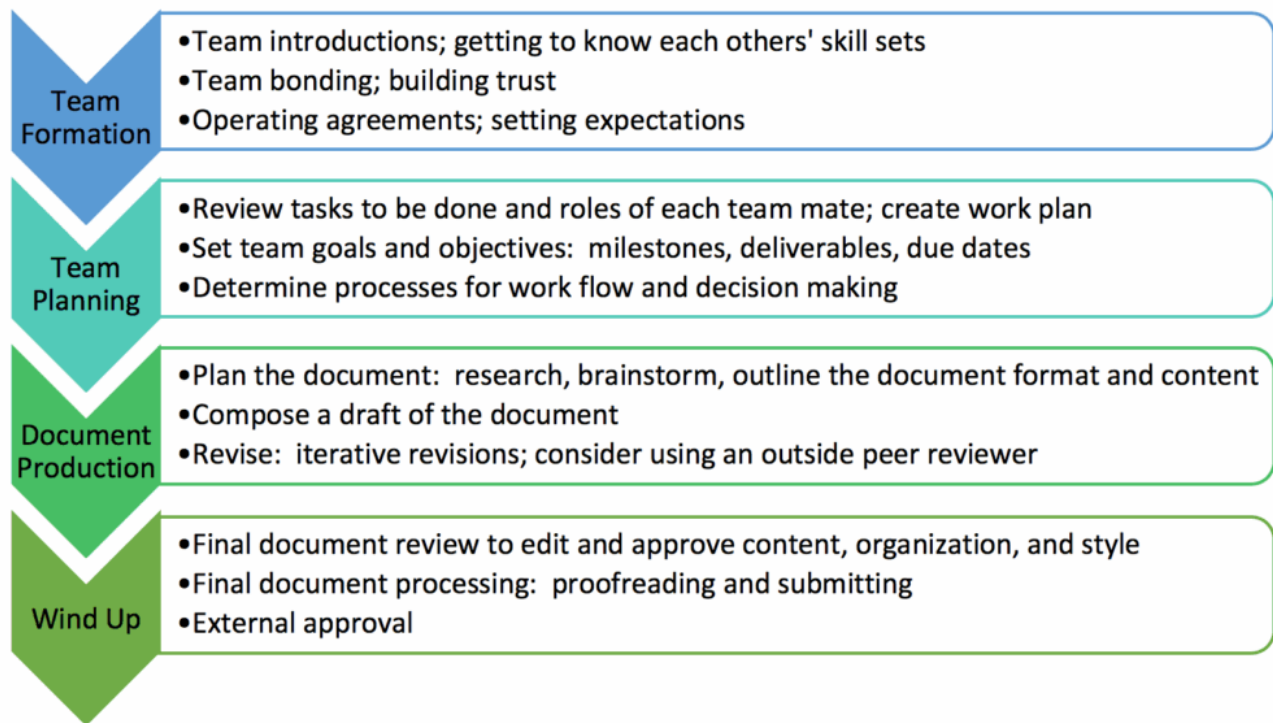 Team
Formation
•Team introductions; getting to know each others' skill sets
•Team bonding; building trust
•Operating agreements; setting expectations
Team
Planning
•Review tasks to be done and roles of each team mate; create work plan
•Set team goals and objectives:  milestones, deliverables, due dates
•Determine processes for work flow and decision making
Document
Production
•Plan the document:  research, brainstorm, outline the document format and content
•Compose a draft of the document
•Revise:  iterative revisions; consider using an outside peer reviewer
Wind Up
•Final document review to edit and approve content, organization, and style
•Final document processing:  proofreading and submitting
•External approval